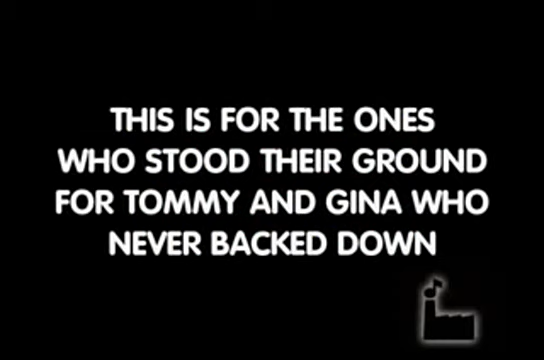 THIS IS FOR THE ONES
WHO STOOD THEIR GROUND
FOR TOMMY AND GINA WHO
NEVER BACKED DOWN